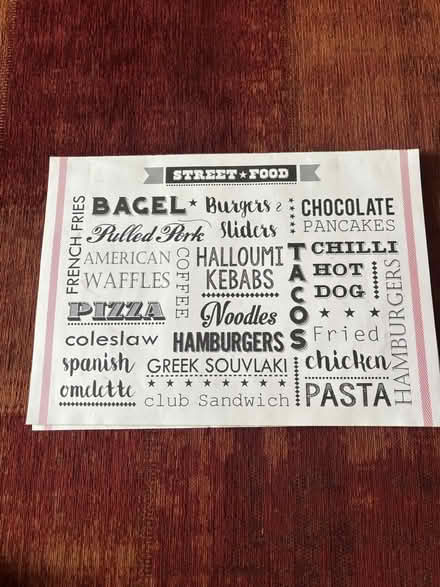 STREET★FOOD
FRENCH FRIES
BAGEL★
Pulled Pork
AMERICAN
WAFFLES
COFFEE
PIZZA
coleslaw
spanish
omelette
Burgers &
Sliders
HALLOUMI
KEBABS
Noodles
HAMBURGERS
GREEK SOUVLAKI
club Sandwich
TACOS
CHOCOLATE
PANCAKES
CHILLI
HOT
DOG
Fried
chicken
PASTA
HAMBURGERS